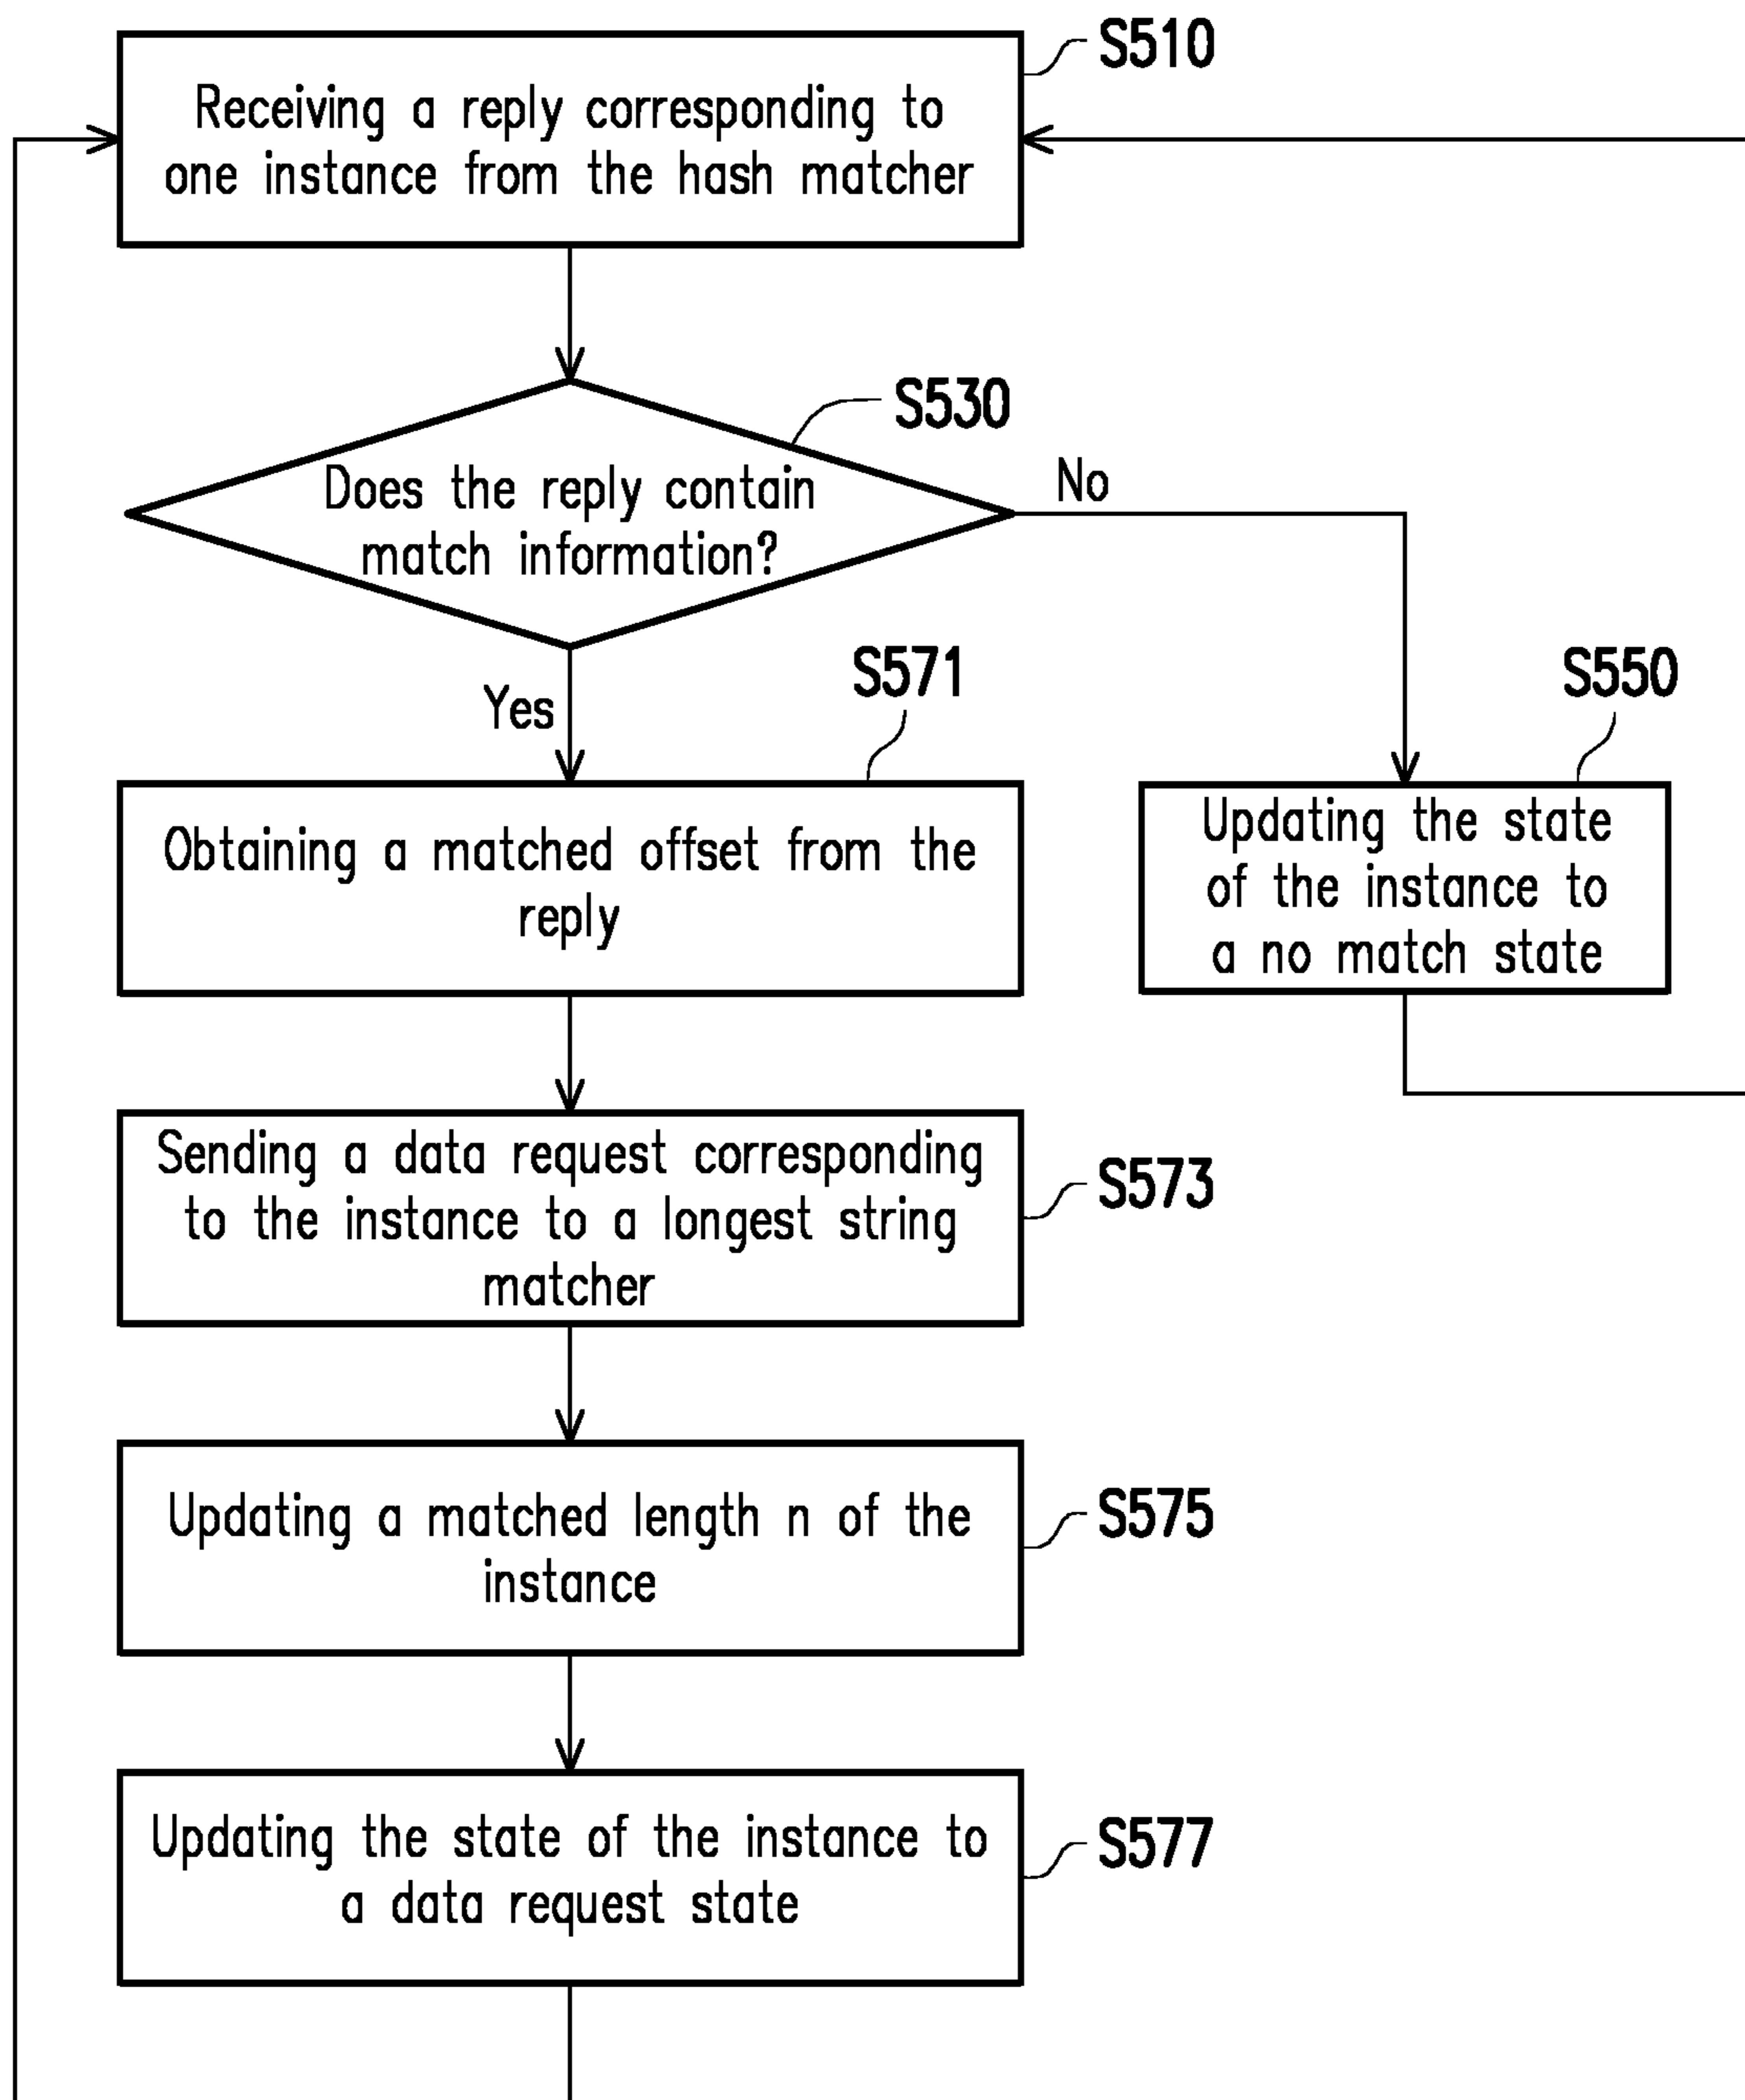 S510
Receiving a reply corresponding to
one instance from the hash matcher
S530
Does the reply contain
match information?
No
Yes
S571
S550
Obtaining a matched offset from the
reply
Updating the state
of the instance to
a no match state
Sending a data request corresponding
to the instance to a longest string
matcher
S573
Updating a matched length n of the
instance
S575
Updating the state of the instance to
a data request state
S577